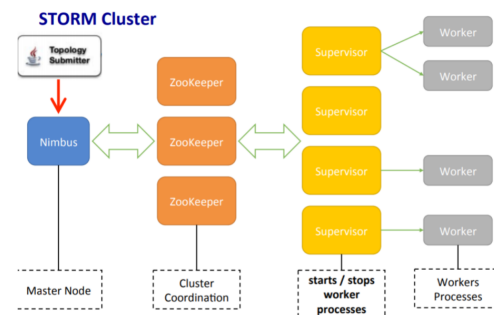 STORM Cluster
Topology
Submitter
Nimbus
ZooKeeper
ZooKeeper
ZooKeeper
Supervisor
Supervisor
Supervisor
Supervisor
Worker
Worker
Worker
Worker
Master Node
Cluster
Coordination
starts / stops
worker
processes
Workers
Processes